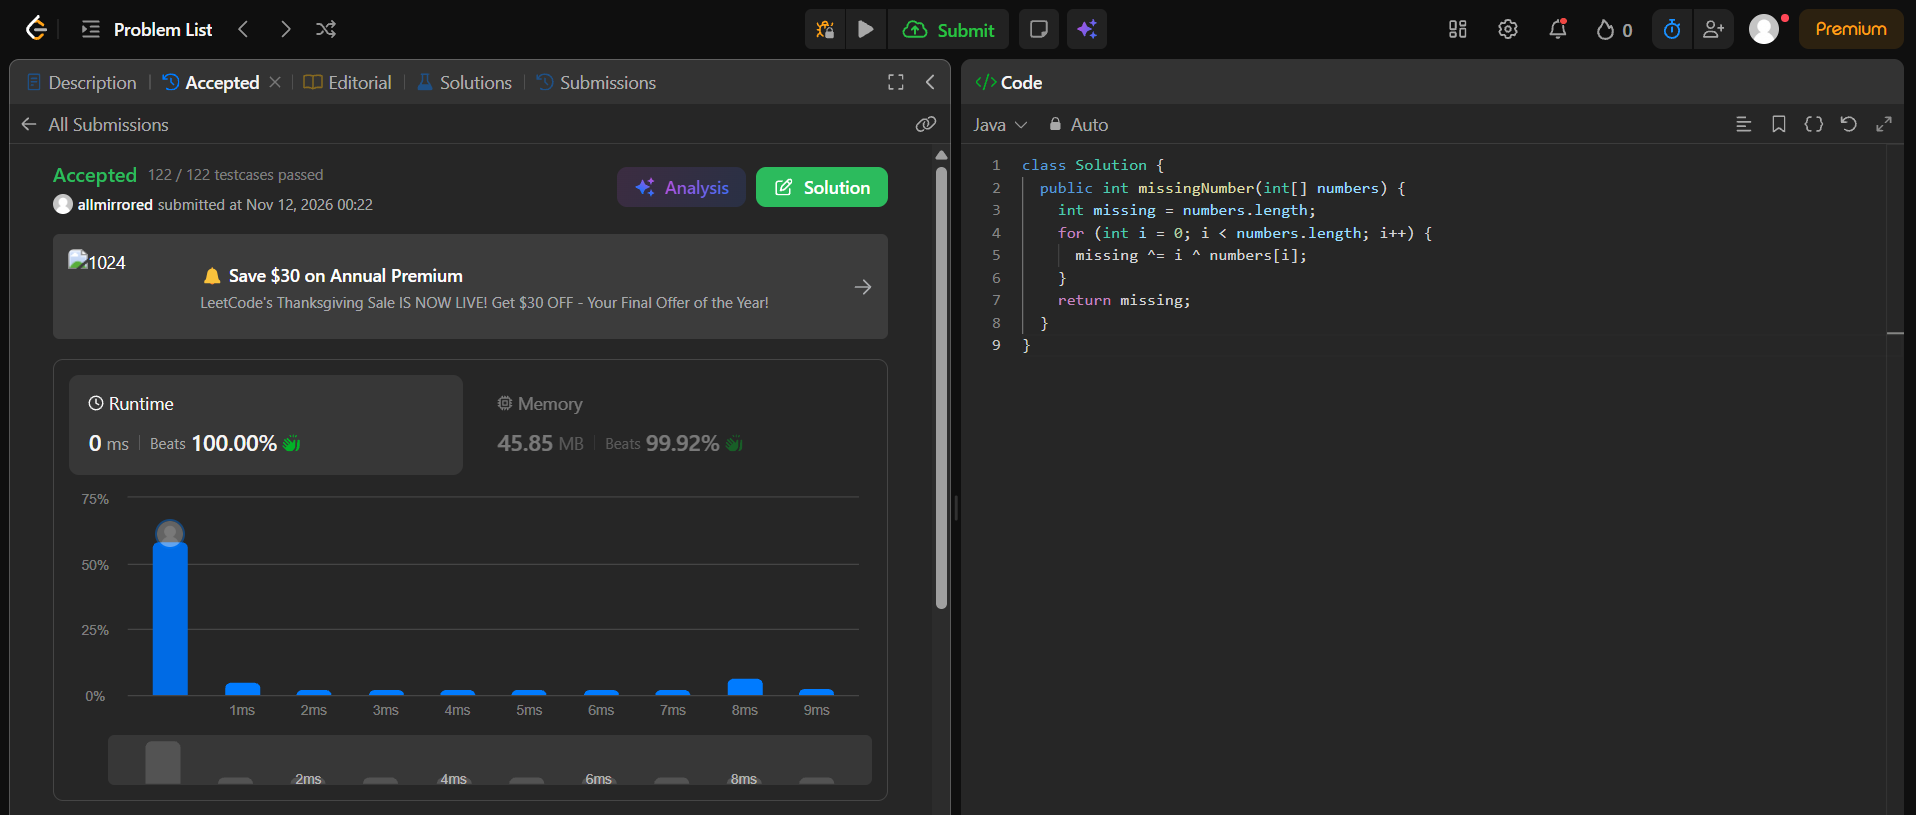 Problem List
Submit
0
Premium
Description
Accepted
Editorial
Solutions
Submissions
All Submissions
Accepted 122 / 122 testcases passed
allmirrored submitted at Nov 12, 2026 00:22
Analysis
Solution
1024
Save $30 on Annual Premium
LeetCode's Thanksgiving Sale IS NOW LIVE! Get $30 OFF - Your Final Offer of the Year!
Runtime
0 ms Beats 100.00%
Memory
45.85 MB Beats 99.92%
75%
50%
25%
0%
1ms 2ms 3ms 4ms 5ms 6ms 7ms 8ms 9ms
2ms 4ms 6ms 8ms
</> Code
Java Auto
1 class Solution {
2 public int missingNumber(int[] numbers) {
3 int missing = numbers.length;
4 for (int i = 0; i < numbers.length; i++) {
5 missing ^= i ^ numbers[i];
6 }
7 return missing;
8 }
9 }